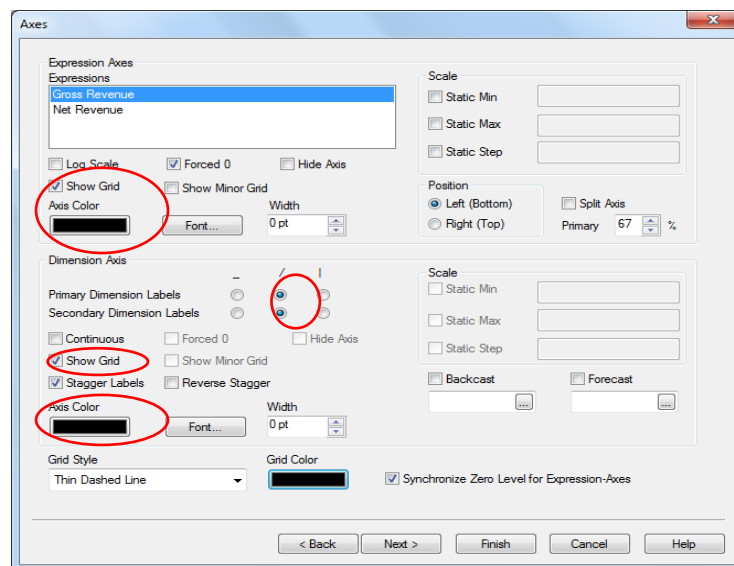 Axes
Expression Axes
Expressions
Gross Revenue
Net Revenue
Log Scale Forced 0 Hide Axis
Show Grid Show Minor Grid
Axis Color Width
Font... 0 pt
Scale
Static Min
Static Max
Static Step
Position
Left (Bottom) Split Axis
Right (Top) Primary 67 %
Dimension Axis
_ / |
Primary Dimension Labels
Secondary Dimension Labels
Continuous Forced 0 Hide Axis
Show Grid Show Minor Grid
Stagger Labels Reverse Stagger
Axis Color Width
Font... 0 pt
Scale
Static Min
Static Max
Static Step
Backcast Forecast
... ...
Grid Style Grid Color
Thin Dashed Line Synchronize Zero Level for Expression-Axes
< Back Next > Finish Cancel Help